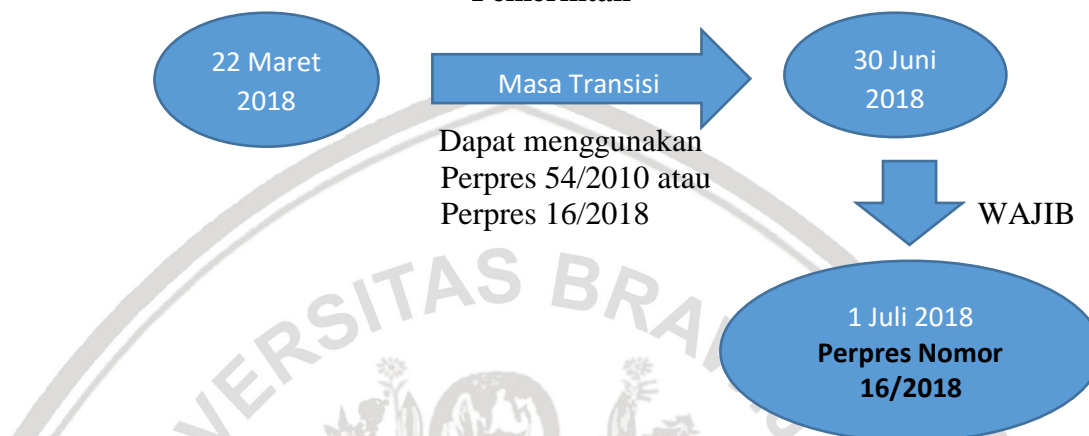 22 Maret
2018
Masa Transisi
30 Juni
2018
Dapat menggunakan
Perpres 54/2010 atau
Perpres 16/2018
WAJIB
1 Juli 2018
Perpres Nomor
16/2018